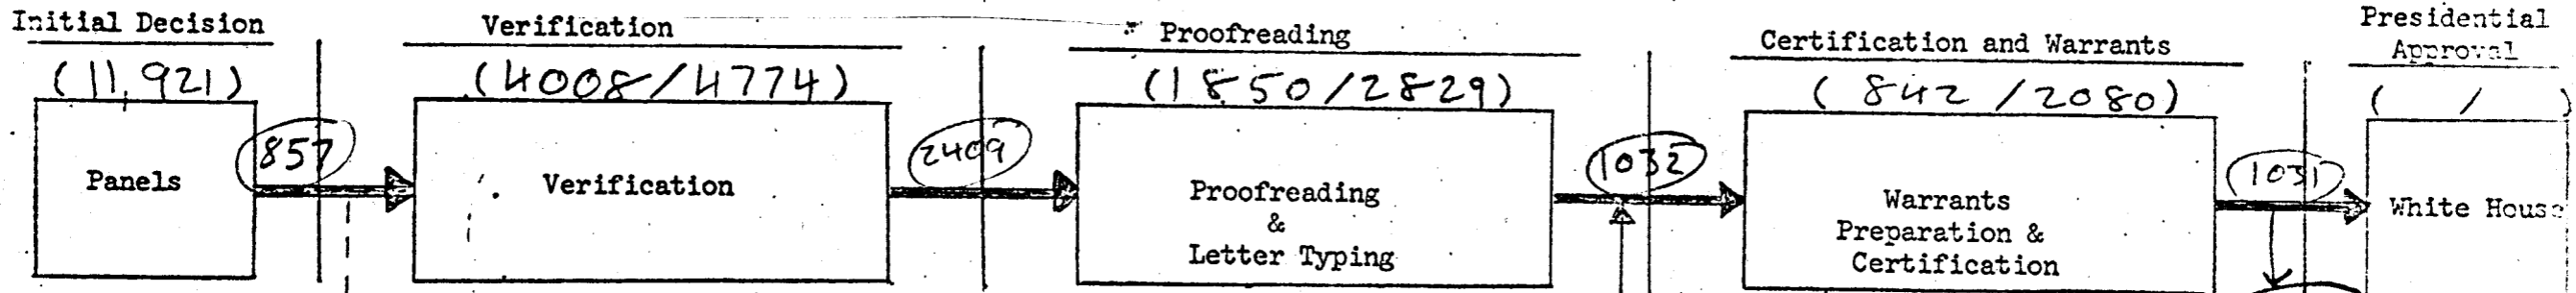 Initial Decision
Verification
Proofreading
Certification and Warrants
Presidential
Approval
(11,921)
(4008/4774)
(1850/2829)
(842/2080)
( / )
857
2409
1032
1031
Panels
Verification
Proofreading
&
Letter Typing
Warrants
Preparation &
Certification
White House